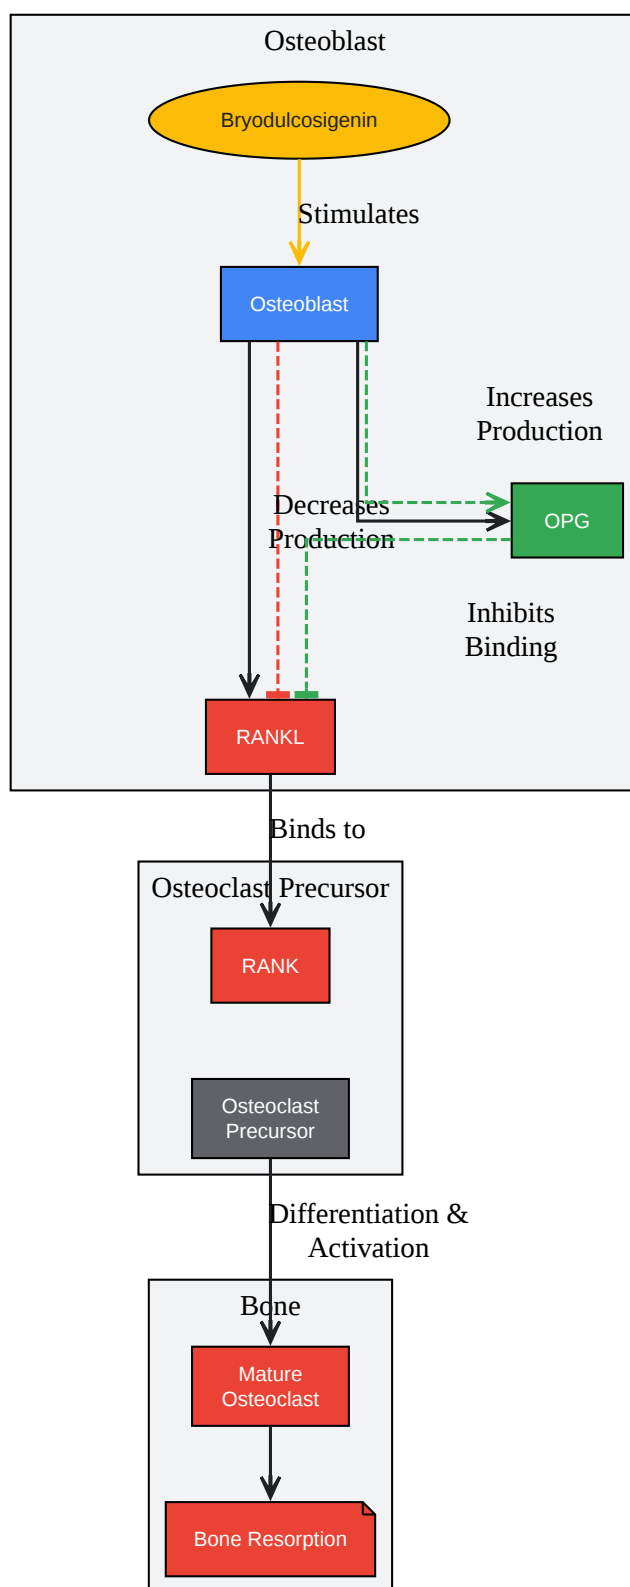 Osteoblast
Bryodulcosigenin
Stimulates
Osteoblast
Increases
Production
Decreases
Production
OPG
Inhibits
Binding
RANKL
Binds to
Osteoclast Precursor
RANK
Osteoclast
Precursor
Differentiation &
Activation
Bone
Mature
Osteoclast
Bone Resorption